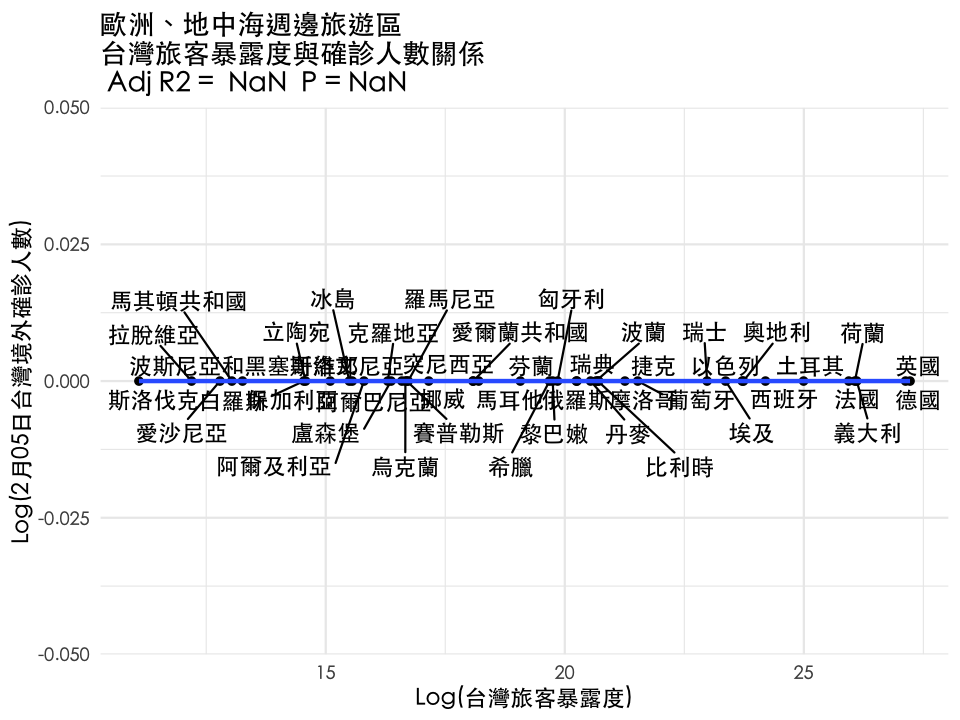 歐洲、地中海週邊旅遊區
台灣旅客暴露度與確診人數關係
Adj R2 = NaN P = NaN
0.050
0.025
0.000
-0.025
-0.050
Log(2月05日台灣境外確診人數)
馬其頓共和國
冰島
羅馬尼亞
匈牙利
拉脫維亞
立陶宛
克羅地亞
愛爾蘭共和國
波蘭
瑞士
奧地利
荷蘭
波斯尼亞和黑塞
突尼西亞
芬蘭
瑞典
捷克
以色列
土耳其
英國
斯洛伐克
白羅斯
保加利亞
阿爾巴尼亞
挪威
馬耳他
俄羅斯
摩洛哥
葡萄牙
西班牙
法國
德國
愛沙尼亞
盧森堡
賽普勒斯
黎巴嫩
丹麥
埃及
義大利
阿爾及利亞
烏克蘭
希臘
比利時
15
20
25
Log(台灣旅客暴露度)